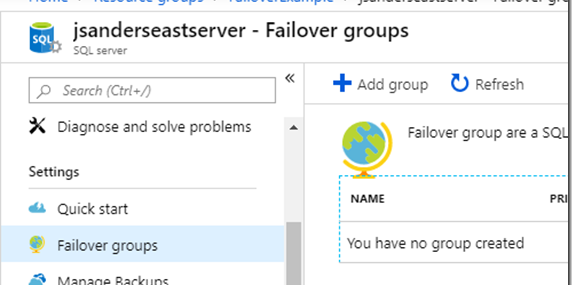 Home > Resource groups > FailoverExample > jsanderseastserver - Failover gro
jsanderseastserver - Failover groups
SQL
SQL server
Search (Ctrl+/)
Diagnose and solve problems
Settings
Quick start
Failover groups
Manage Backups
Add group
Refresh
Failover group are a SQL
NAME
PRI
You have no group created